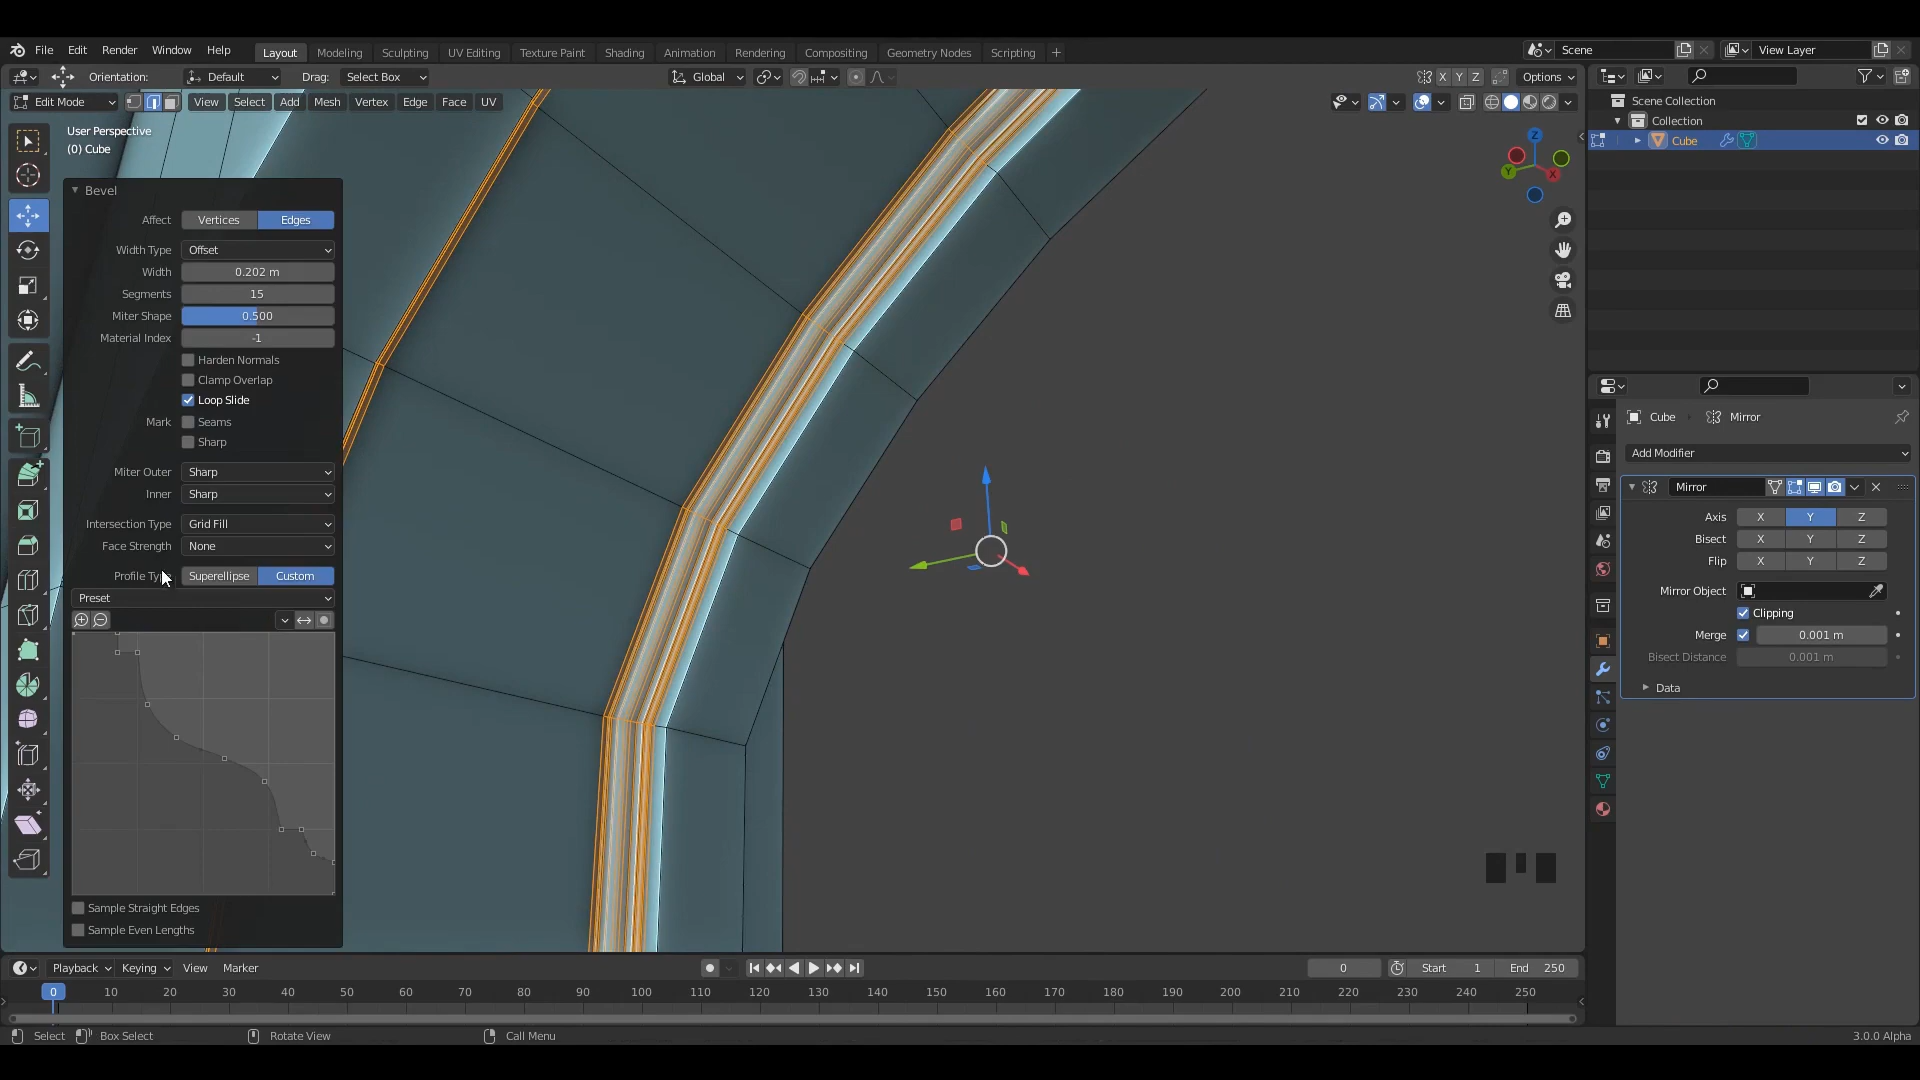 File Edit Render Window Help Layout Modeling Sculpting UV Editing Texture Paint Shading Animation Rendering Compositing Geometry Nodes Scripting + Scene View Layer
Orientation: Default Drag: Select Box Global X Y Z Options
Edit Mode View Select Add Mesh Vertex Edge Face UV
User Perspective
(0) Cube
Scene Collection
Collection
Cube
Z
Y
X
Bevel
Affect Vertices Edges
Width Type Offset
Width 0.202 m
Segments 15
Miter Shape 0.500
Material Index -1
Harden Normals
Clamp Overlap
Loop Slide
Mark Seams
Sharp
Miter Outer Sharp
Inner Sharp
Intersection Type Grid Fill
Face Strength None
Profile Type Superellipse Custom
Preset
Sample Straight Edges
Sample Even Lengths
Cube Mirror
Add Modifier
Mirror
Axis X Y Z
Bisect X Y Z
Flip X Y Z
Mirror Object
Clipping
Merge 0.001 m
Bisect Distance 0.001 m
Data
Playback Keying View Marker 0 Start 1 End 250
0 10 20 30 40 50 60 70 80 90 100 110 120 130 140 150 160 170 180 190 200 210 220 230 240 250
Select Box Select Rotate View Call Menu 3.0.0 Alpha